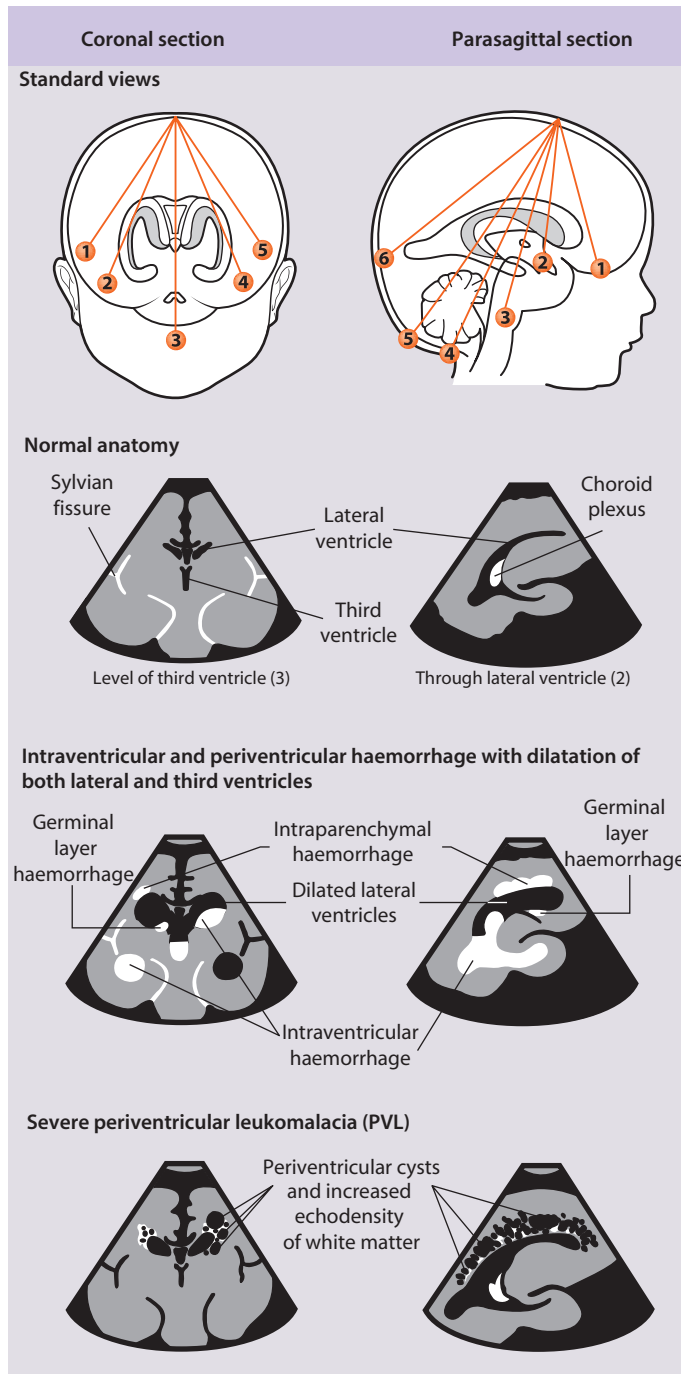 Coronal section
Parasagittal section
Standard views
1
2
3
4
5
6
5
4
3
2
1
Normal anatomy
Sylvian
fissure
Lateral
ventricle
Third
ventricle
Choroid
plexus
Level of third ventricle (3)
Through lateral ventricle (2)
Intraventricular and periventricular haemorrhage with dilatation of
both lateral and third ventricles
Germinal
layer
haemorrhage
Intraparenchymal
haemorrhage
Dilated lateral
ventricles
Intraventricular
haemorrhage
Germinal
layer
haemorrhage
Severe periventricular leukomalacia (PVL)
Periventricular cysts
and increased
echodensity
of white matter